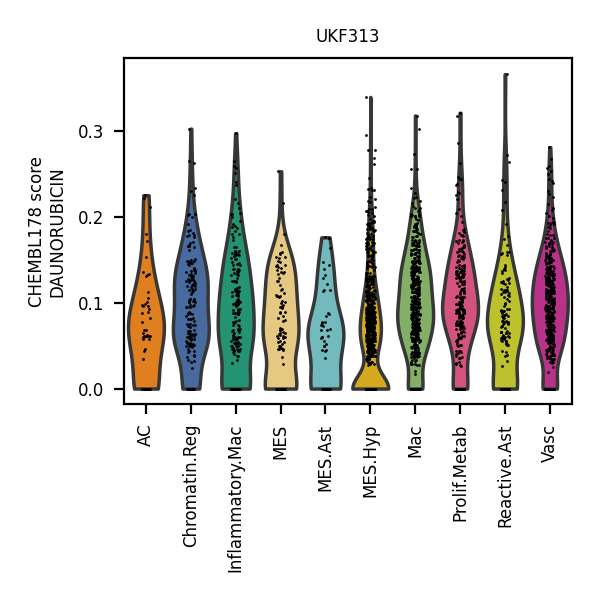 UKF313
CHEMBL178 score
DAUNORUBICIN
0.3
0.2
0.1
0.0
AC
Chromatin.Reg
Inflammatory.Mac
MES
MES.Ast
MES.Hyp
Mac
Prolif.Metab
Reactive.Ast
Vasc